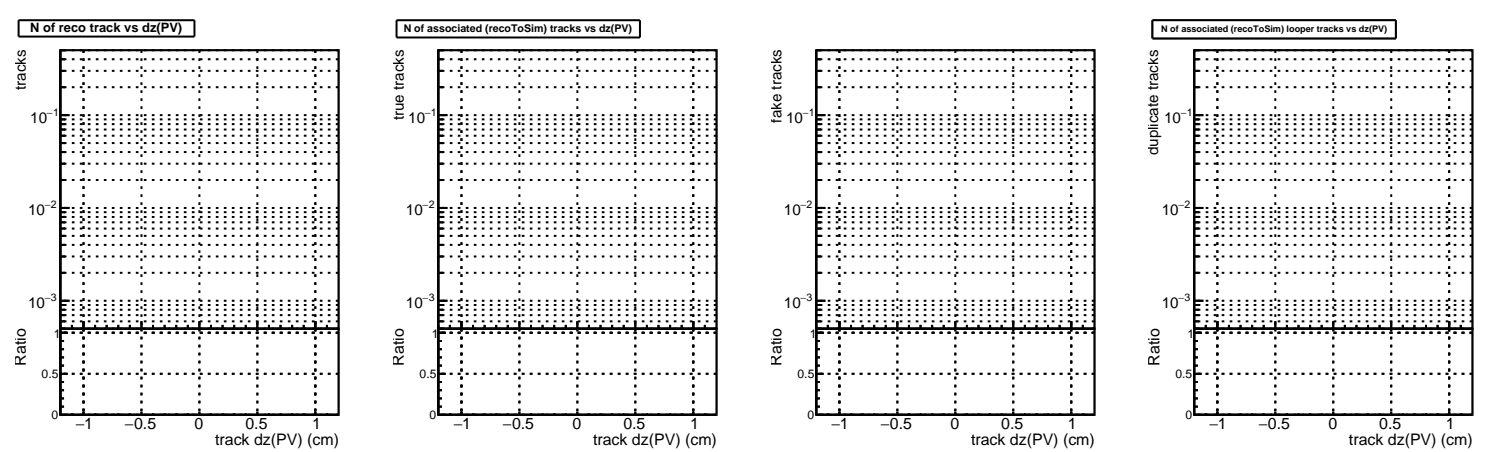 N of reco track vs dz(PV)
tracks
10⁻¹
10⁻²
10⁻³
Ratio
1
0.5
0
−1 −0.5 0 0.5 1
track dz(PV) (cm)
N of associated (recoToSim) tracks vs dz(PV)
true tracks
10⁻¹
10⁻²
10⁻³
Ratio
1
0.5
0
−1 −0.5 0 0.5 1
track dz(PV) (cm)
fake tracks
10⁻¹
10⁻²
10⁻³
Ratio
1
0.5
0
−1 −0.5 0 0.5 1
track dz(PV) (cm)
N of associated (recoToSim) looper tracks vs dz(PV)
duplicate tracks
10⁻¹
10⁻²
10⁻³
Ratio
1
0.5
0
−1 −0.5 0 0.5 1
track dz(PV) (cm)